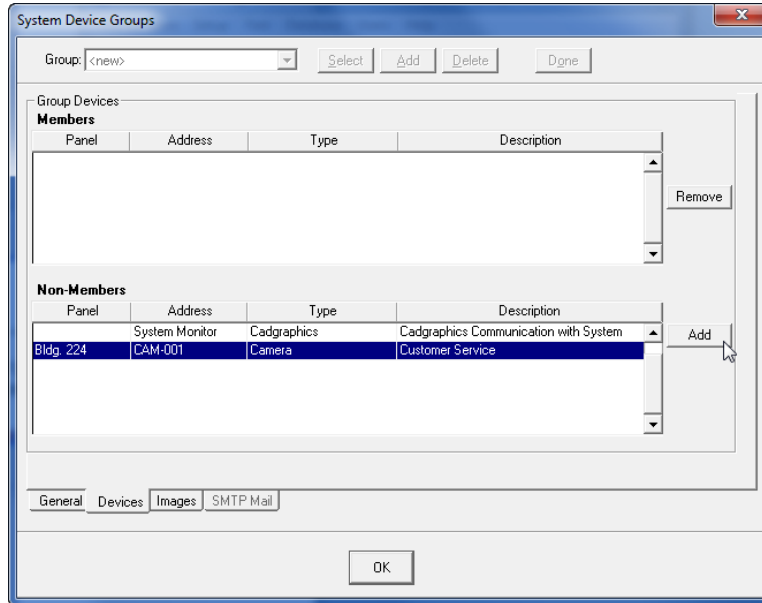 System Device Groups
Group: <new> Select Add Delete Done
Group Devices
Members
Panel Address Type Description
Remove
Non-Members
Panel Address Type Description
System Monitor Cadgraphics Cadgraphics Communication with System
Add
Bldg. 224 CAM-001 Camera Customer Service
General Devices Images SMTP Mail
OK